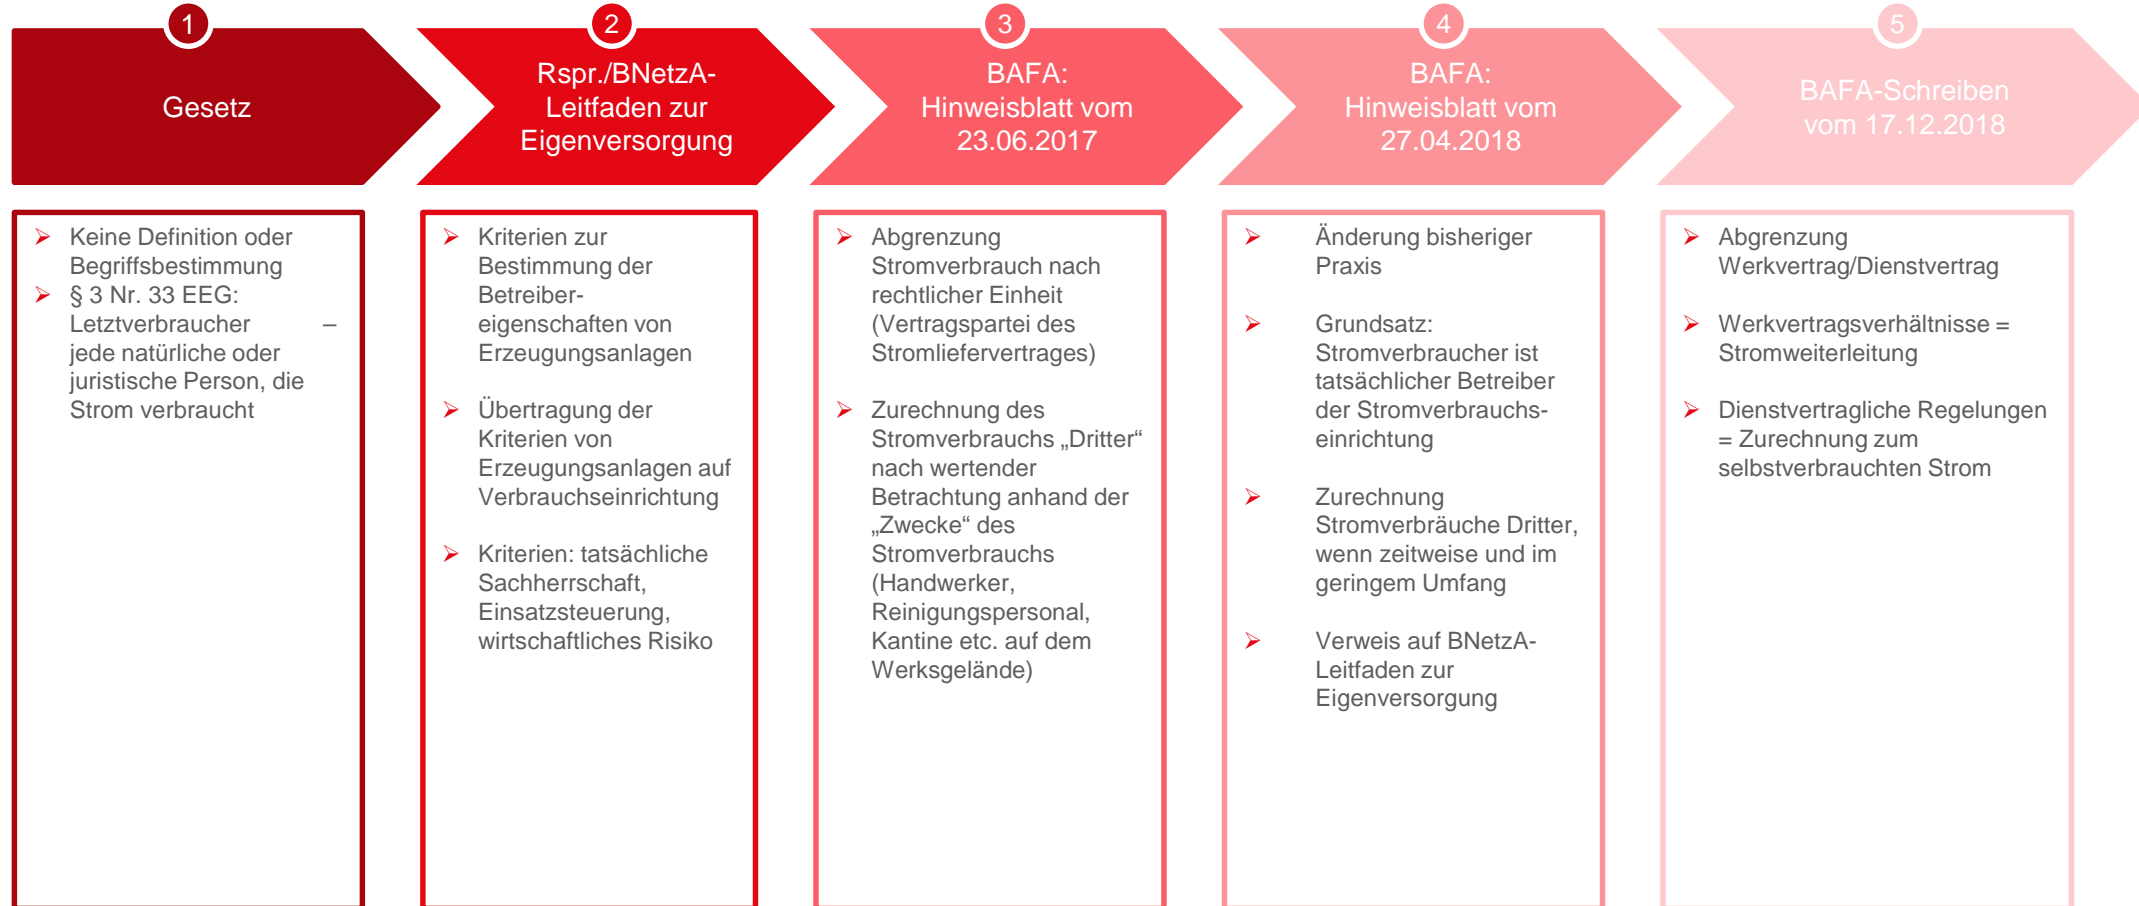 1
Gesetz
Keine Definition oder
Begriffsbestimmung
§ 3 Nr. 33 EEG:
Letztverbraucher –
jede natürliche oder
juristische Person, die
Strom verbraucht
2
Rspr./BNetzA-
Leitfaden zur
Eigenversorgung
Kriterien zur
Bestimmung der
Betreiber-
eigenschaften von
Erzeugungsanlagen
Übertragung der
Kriterien von
Erzeugungsanlagen auf
Verbrauchseinrichtung
Kriterien: tatsächliche
Sachherrschaft,
Einsatzsteuerung,
wirtschaftliches Risiko
3
BAFA:
Hinweisblatt vom
23.06.2017
Abgrenzung
Stromverbrauch nach
rechtlicher Einheit
(Vertragspartei des
Stromliefervertrages)
Zurechnung des
Stromverbrauchs „Dritter“
nach wertender
Betrachtung anhand der
„Zwecke“ des
Stromverbrauchs
(Handwerker,
Reinigungspersonal,
Kantine etc. auf dem
Werksgelände)
4
BAFA:
Hinweisblatt vom
27.04.2018
Änderung bisheriger
Praxis
Grundsatz:
Stromverbraucher ist
tatsächlicher Betreiber
der Stromverbrauchs-
einrichtung
Zurechnung
Stromverbräuche Dritter,
wenn zeitweise und im
geringem Umfang
Verweis auf BNetzA-
Leitfaden zur
Eigenversorgung
5
BAFA-Schreiben
vom 17.12.2018
Abgrenzung
Werkvertrag/Dienstvertrag
Werkvertragsverhältnisse =
Stromweiterleitung
Dienstvertragliche Regelungen
= Zurechnung zum
selbstverbrauchten Strom